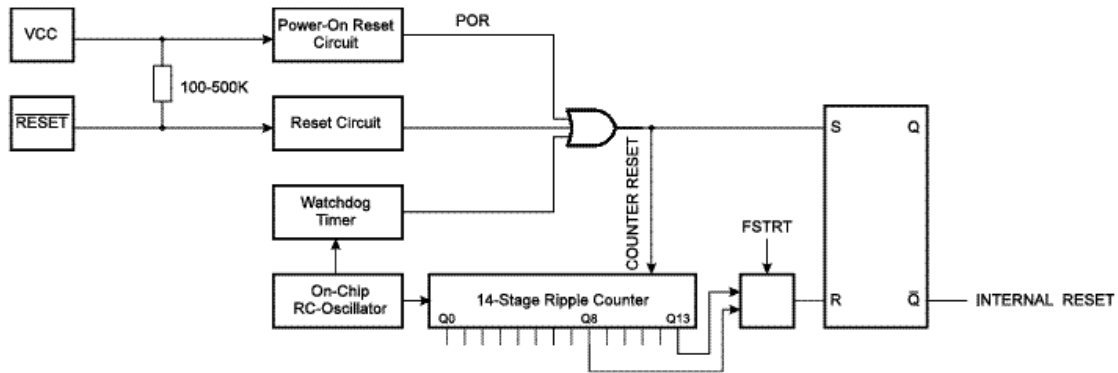 VCC
Power-On Reset
Circuit
POR
100-500K
RESET
Reset Circuit
S
Q
COUNTER RESET
Watchdog
Timer
FSTRT
On-Chip
RC-Oscillator
14-Stage Ripple Counter
Q0
Q8
Q13
R
Q̅
INTERNAL RESET